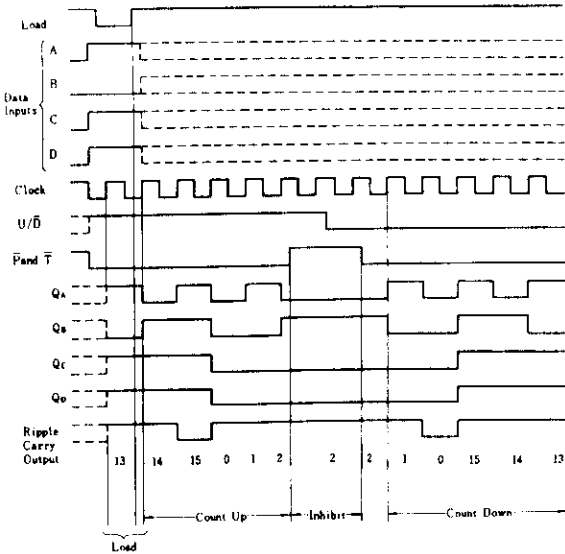 Load
A
B
Data
Inputs
C
D
Clock
U/D̅
P̅ and T̅
QA
QB
QC
QD
Ripple
Carry
Output
13 14 15 0 1 2 2 2 1 0 15 14 13
Count Up Inhibit Count Down
Load